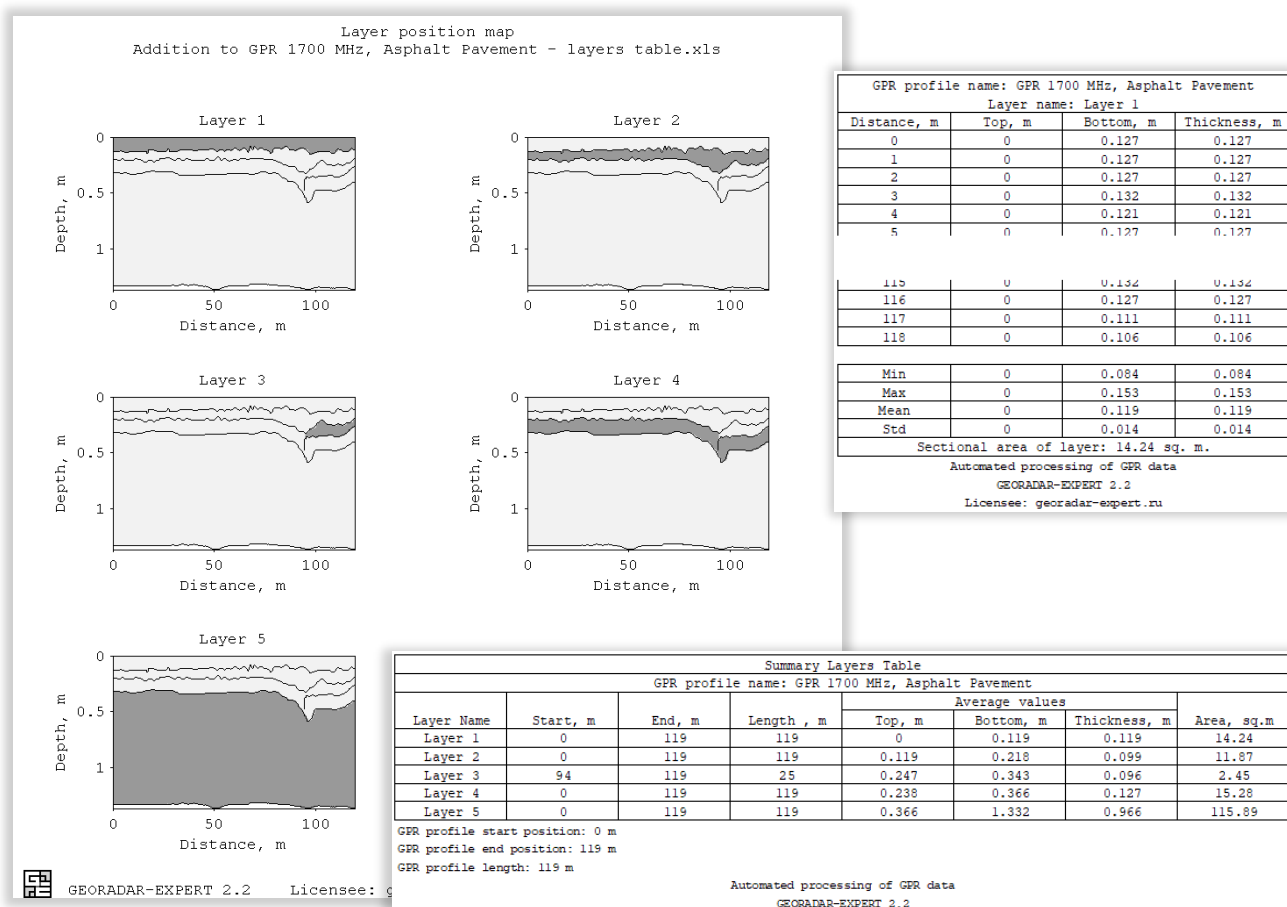 Layer position map
Addition to GPR 1700 MHz, Asphalt Pavement - layers table.xls
Layer 1
0
0.5
1
Depth, m
0 50 100
Distance, m
Layer 2
0
0.5
1
Depth, m
0 50 100
Distance, m
Layer 3
0
0.5
1
Depth, m
0 50 100
Distance, m
Layer 4
0
0.5
1
Depth, m
0 50 100
Distance, m
Layer 5
0
0.5
1
Depth, m
0 50 100
Distance, m
GEORADAR-EXPERT 2.2 Licensee:
GPR profile name: GPR 1700 MHz, Asphalt Pavement
Layer name: Layer 1
Distance, m Top, m Bottom, m Thickness, m
0 0 0.127 0.127
1 0 0.127 0.127
2 0 0.127 0.127
3 0 0.132 0.132
4 0 0.121 0.121
5 0 0.127 0.127
115 0 0.132 0.132
116 0 0.127 0.127
117 0 0.111 0.111
118 0 0.106 0.106
Min 0 0.084 0.084
Max 0 0.153 0.153
Mean 0 0.119 0.119
Std 0 0.014 0.014
Sectional area of layer: 14.24 sq. m.
Automated processing of GPR data
GEORADAR-EXPERT 2.2
Licensee: georadar-expert.ru
Summary Layers Table
GPR profile name: GPR 1700 MHz, Asphalt Pavement
Average values
Layer Name Start, m End, m Length , m Top, m Bottom, m Thickness, m Area, sq.m
Layer 1 0 119 119 0 0.119 0.119 14.24
Layer 2 0 119 119 0.119 0.218 0.099 11.87
Layer 3 94 119 25 0.247 0.343 0.096 2.45
Layer 4 0 119 119 0.238 0.366 0.127 15.28
Layer 5 0 119 119 0.366 1.332 0.966 115.89
GPR profile start position: 0 m
GPR profile end position: 119 m
GPR profile length: 119 m
Automated processing of GPR data
GEORADAR-EXPERT 2.2